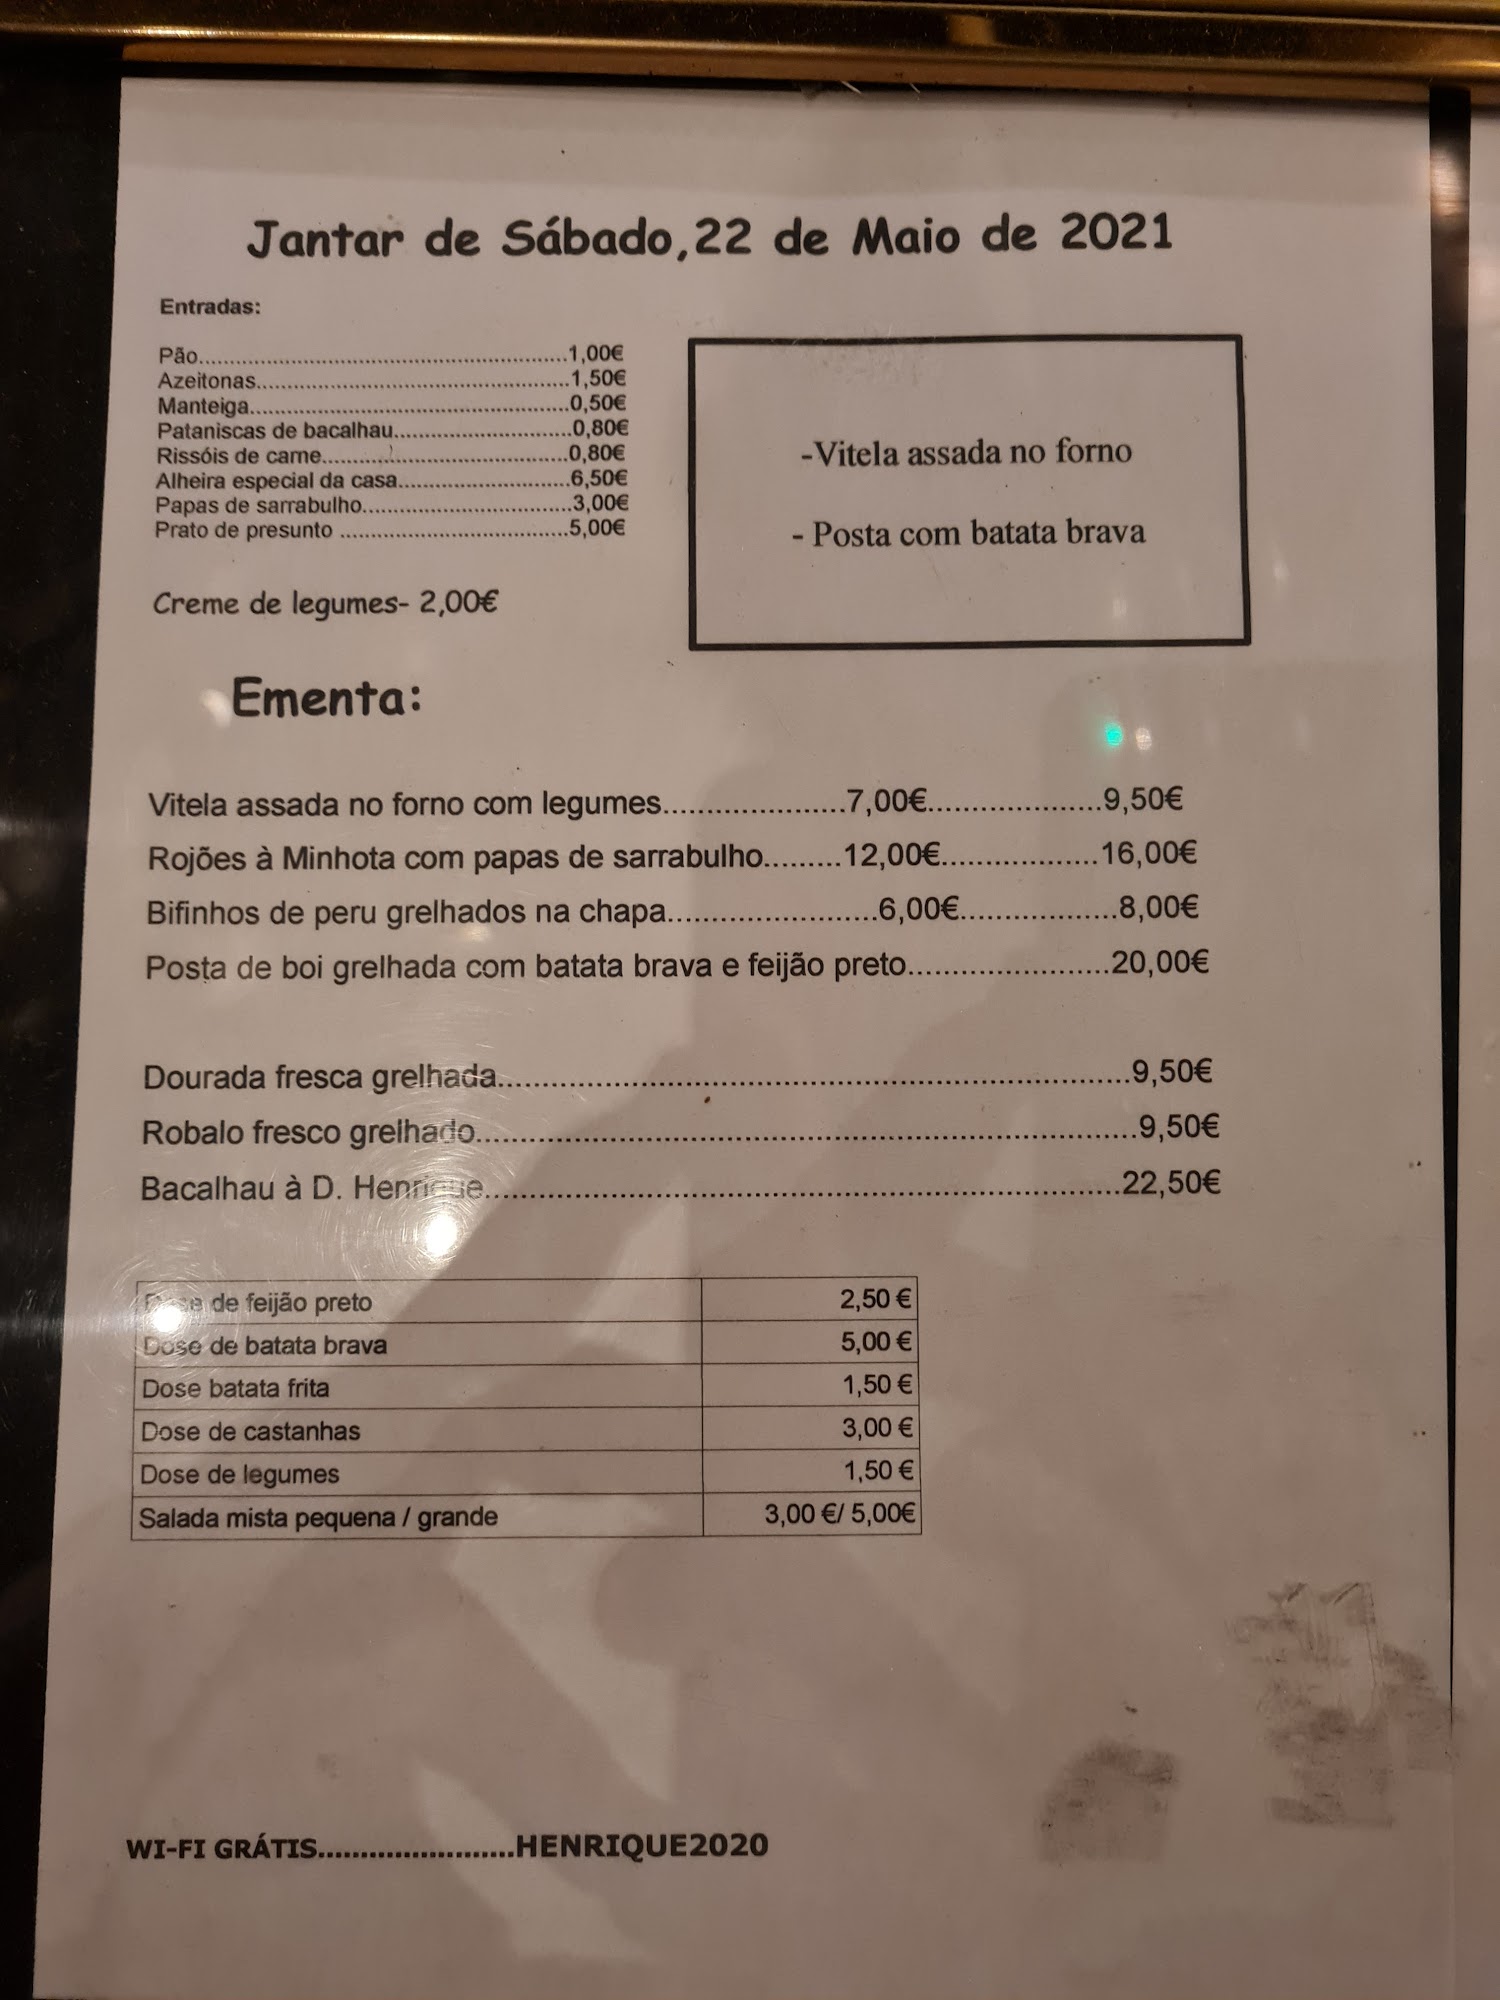 Jantar de Sábado,22 de Maio de 2021
Entradas:
Pão.......................................................1,00€
Azeitonas...............................................1,50€
Manteiga................................................0,50€
Pataniscas de bacalhau...........................0,80€
Rissóis de carne.....................................0,80€
Alheira especial da casa..........................6,50€
Papas de sarrabulho................................3,00€
Prato de presunto ..................................5,00€
-Vitela assada no forno
- Posta com batata brava
Creme de legumes- 2,00€
Ementa:
Vitela assada no forno com legumes....................7,00€...................9,50€
Rojões à Minhota com papas de sarrabulho.........12,00€.................16,00€
Bifinhos de peru grelhados na chapa.......................6,00€.................8,00€
Posta de boi grelhada com batata brava e feijão preto......................20,00€
Dourada fresca grelhada.....................................................................9,50€
Robalo fresco grelhado........................................................................9,50€
Bacalhau à D. Henrique.....................................................................22,50€
Dose de feijão preto 2,50 €
Dose de batata brava 5,00 €
Dose batata frita 1,50 €
Dose de castanhas 3,00 €
Dose de legumes 1,50 €
Salada mista pequena / grande 3,00 €/ 5,00€
WI-FI GRÁTIS.......................HENRIQUE2020